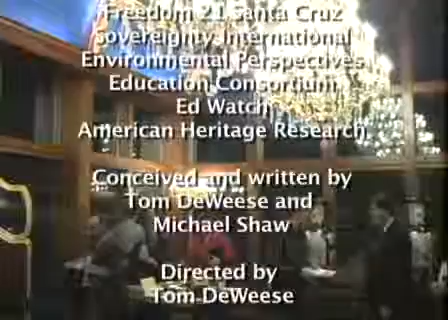 Freedom 21 Santa Cruz
Sovereignty International
Environmental Perspectives
Education Consortium
Ed Watch
American Heritage Research
Conceived and written by
Tom DeWeese and
Michael Shaw
Directed by
Tom DeWeese